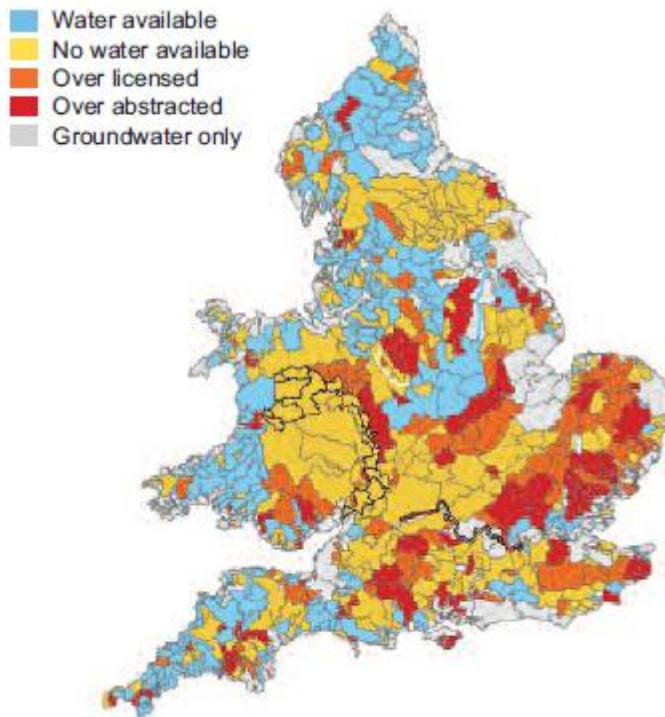 Water available
No water available
Over licensed
Over abstracted
Groundwater only